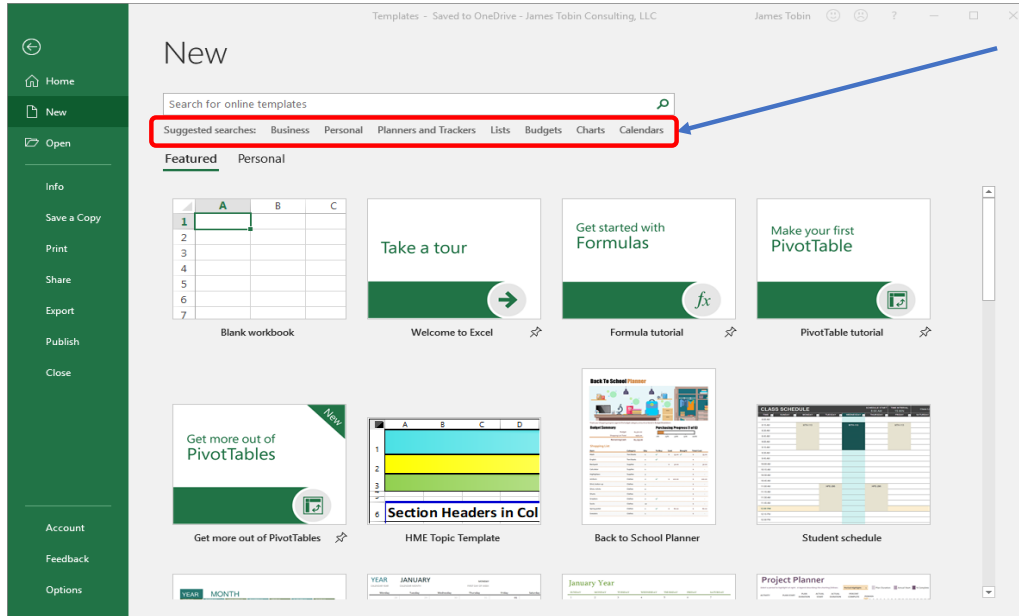 Templates - Saved to OneDrive - James Tobin Consulting, LLC
James Tobin
?
Home
New
Open
Info
Save a Copy
Print
Share
Export
Publish
Close
Account
Feedback
Options
New
Search for online templates
Suggested searches: Business Personal Planners and Trackers Lists Budgets Charts Calendars
Featured Personal
A B C
1
2
3
4
5
6
7
Blank workbook
Take a tour
Welcome to Excel
Get started with
Formulas
fx
Formula tutorial
Make your first
PivotTable
PivotTable tutorial
New
Get more out of
PivotTables
Get more out of PivotTables
A B C D
1
2
3
6 Section Headers in Col
HME Topic Template
Back To School Planner
Budget Summary
Back to School Planner
CLASS SCHEDULE
Student schedule
YEAR MONTH
YEAR JANUARY
January Year
Project Planner